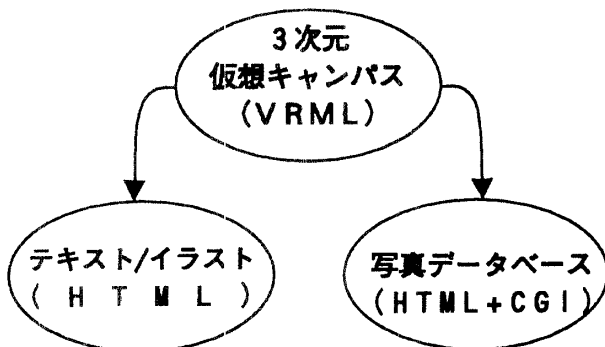 3次元
仮想キャンパス
(VRML)
テキスト/イラスト
( H T M L )
写真データベース
(HTML+CGI)